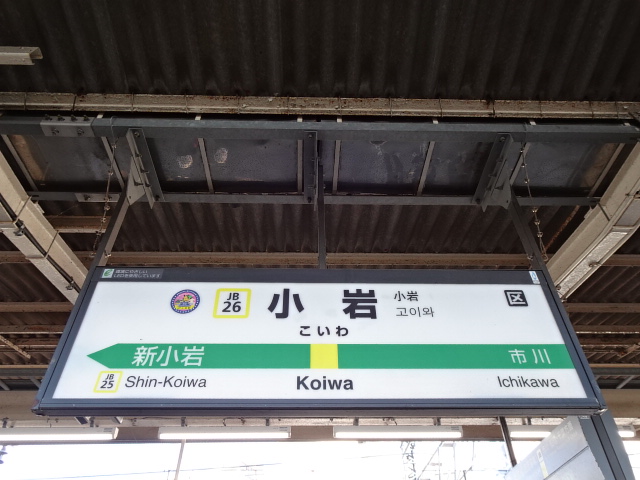 JB
26
小岩
こいわ
小岩
고이와
区
新小岩
市川
JB
25
Shin-Koiwa
Koiwa
Ichikawa